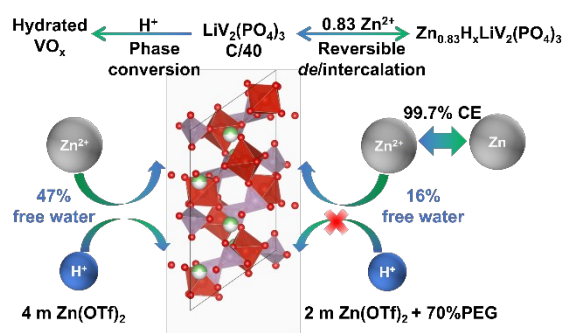 Hydrated
VOₓ
H⁺
Phase
conversion
LiV₂(PO₄)₃
C/40
0.83 Zn²⁺
Reversible
de/intercalation
Zn₀.₈₃HₓLiV₂(PO₄)₃
99.7% CE
Zn²⁺
Zn²⁺
Zn
47%
free water
16%
free water
H⁺
H⁺
4 m Zn(OTf)₂
2 m Zn(OTf)₂ + 70%PEG